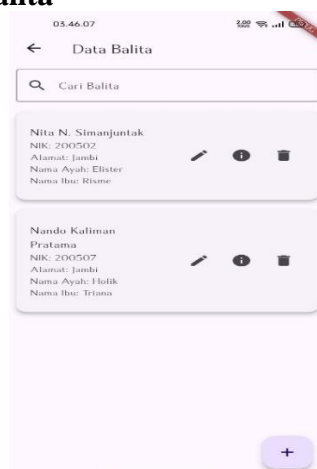 03.46.07
Data Balita
Cari Balita
Nita N. Simanjuntak
NIK: 200502
Alamat: Jambi
Nama Ayah: Elister
Nama Ibu: Risme
Nando Kaliman
Pratama
NIK: 200507
Alamat: Jambi
Nama Ayah: Holik
Nama Ibu: Triana
+